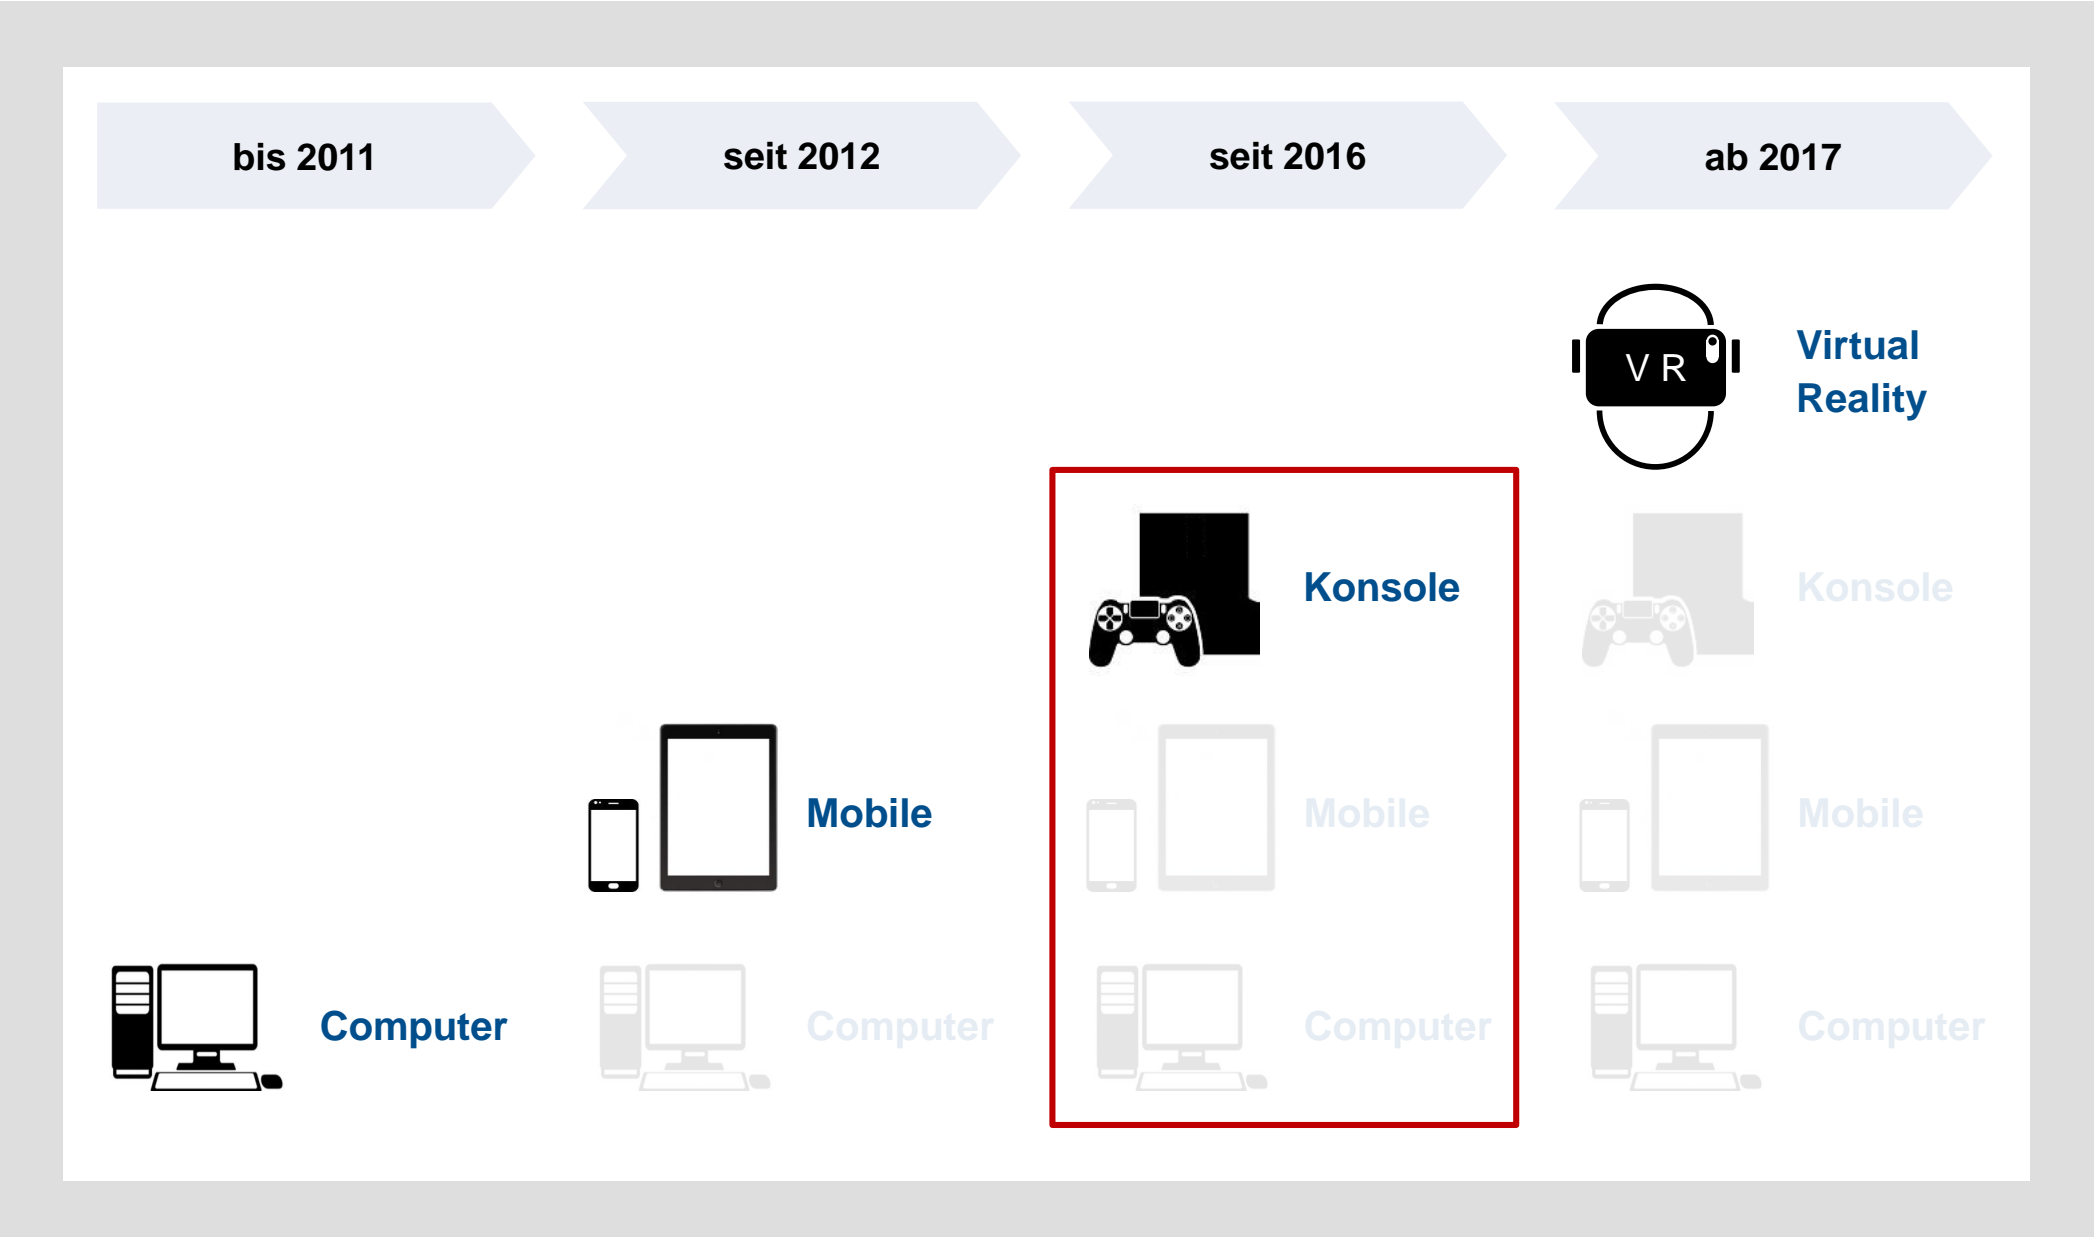 bis 2011
seit 2012
seit 2016
ab 2017
V R
Virtual
Reality
Konsole
Konsole
Mobile
Mobile
Mobile
Computer
Computer
Computer
Computer